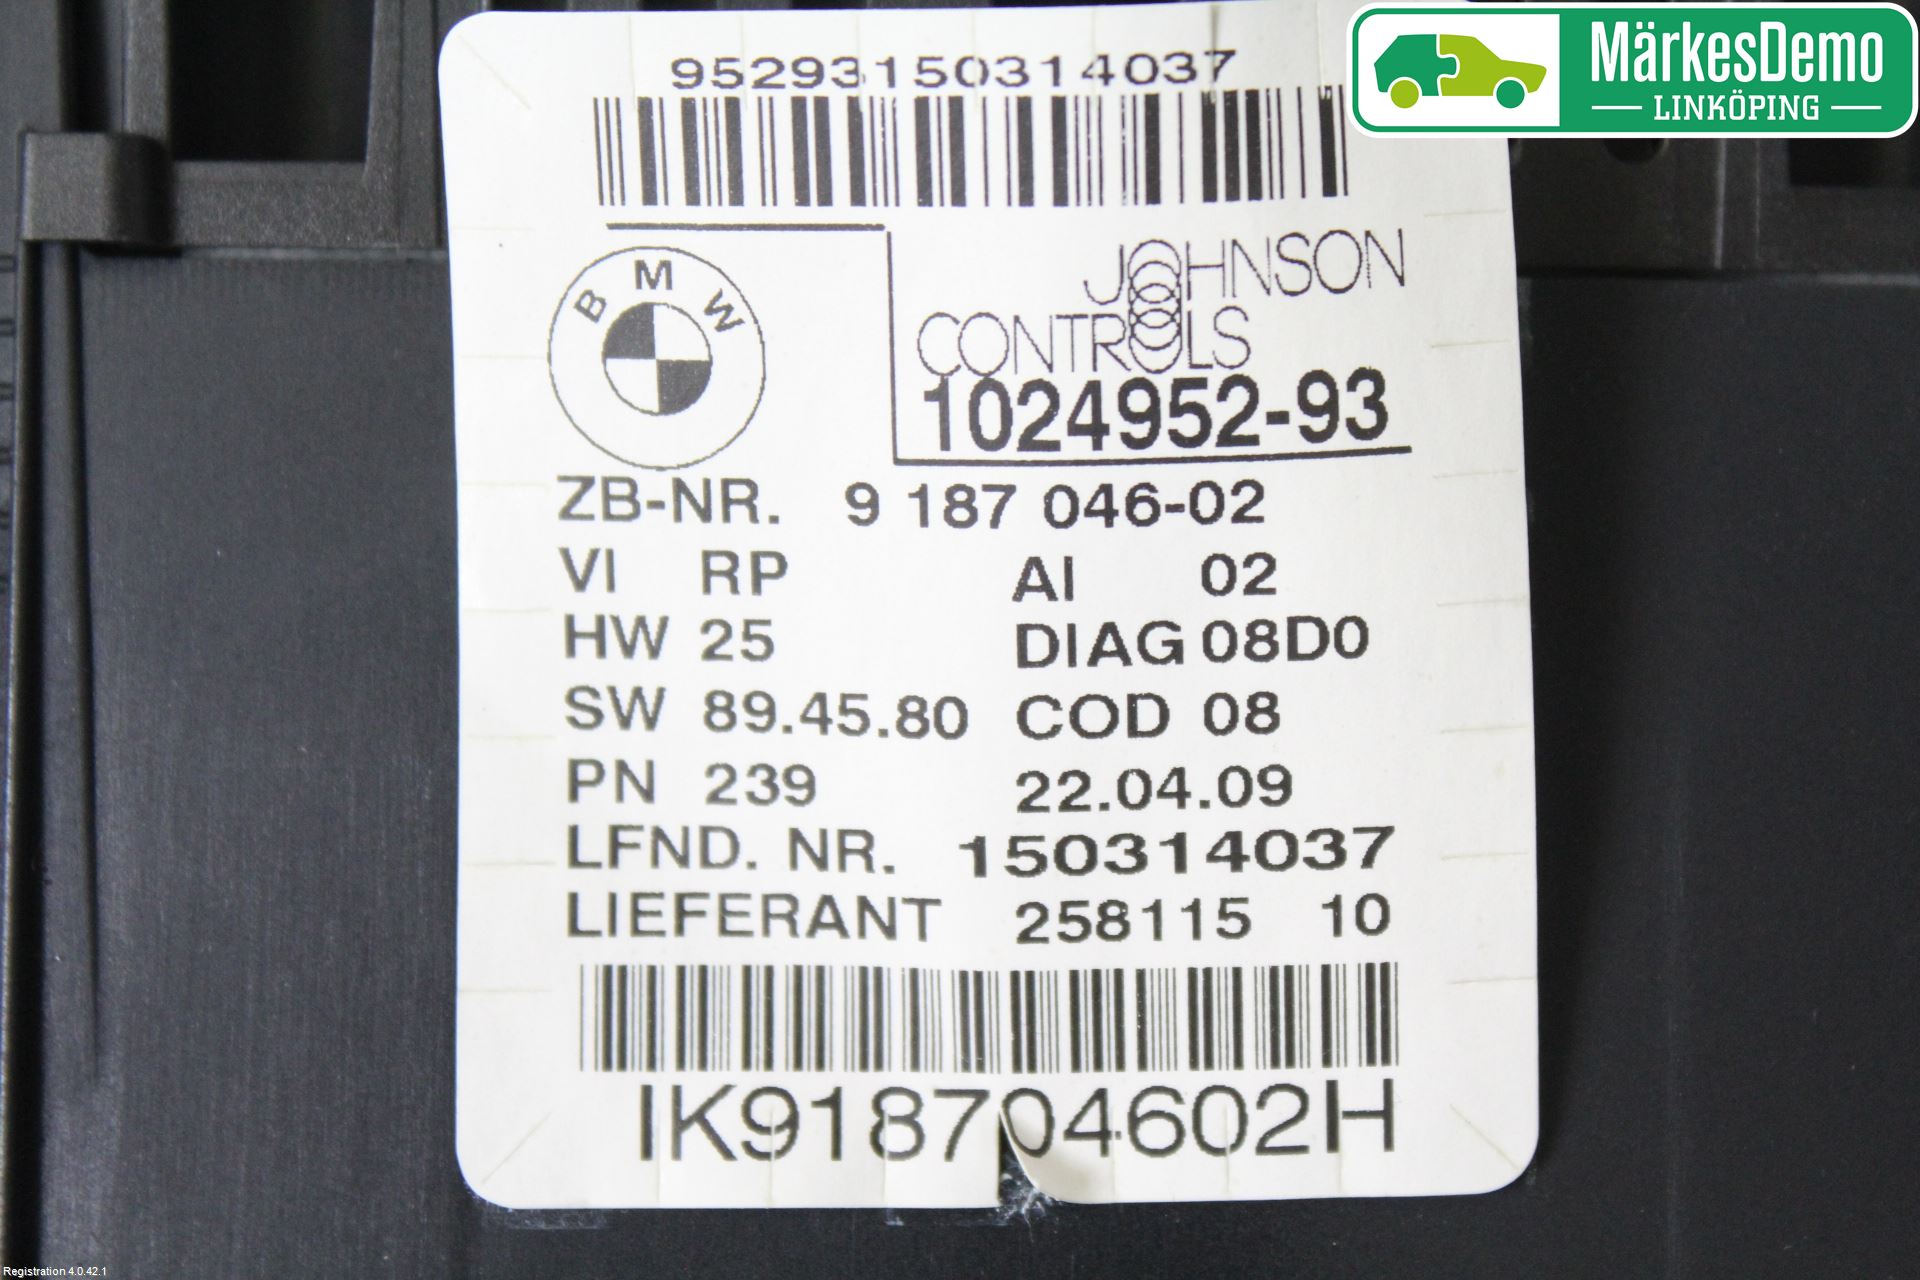 MärkesDemo
LINKÖPING
95293150314037
BMW
JOHNSON
CONTROLS
1024952-93
ZB-NR. 9 187 046-02
VI RP AI 02
HW 25 DIAG 08D0
SW 89.45.80 COD 08
PN 239 22.04.09
LFND. NR. 150314037
LIEFERANT 258115 10
IK918704602H
Registration 4.0.42.1